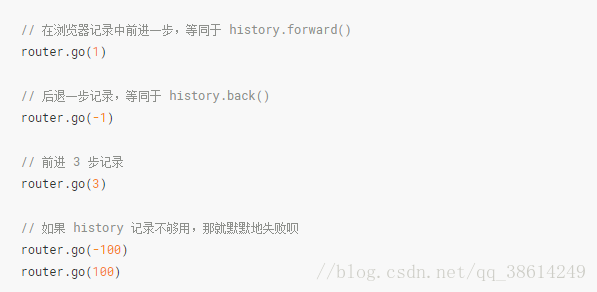 // 在浏览器记录中前进一步，等同于 history.forward()
router.go(1)
// 后退一步记录，等同于 history.back()
router.go(-1)
// 前进 3 步记录
router.go(3)
// 如果 history 记录不够用，那就默默地失败呗
router.go(-100)
router.go(100)
//blog.csdn.net/qq_38614249